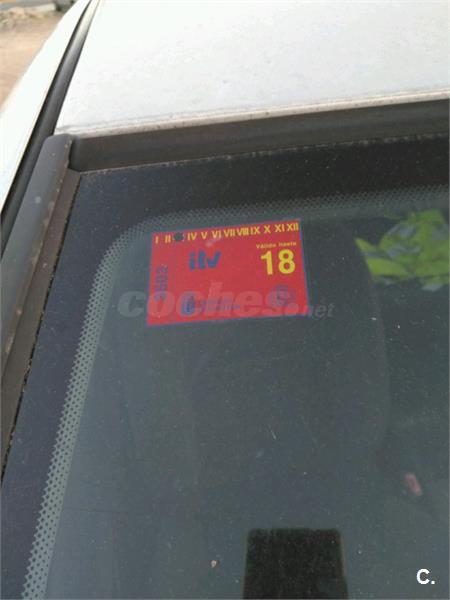 I II IV V VI VII VIII IX X XI XII
Válido hasta
itv
18
coches.net
C.